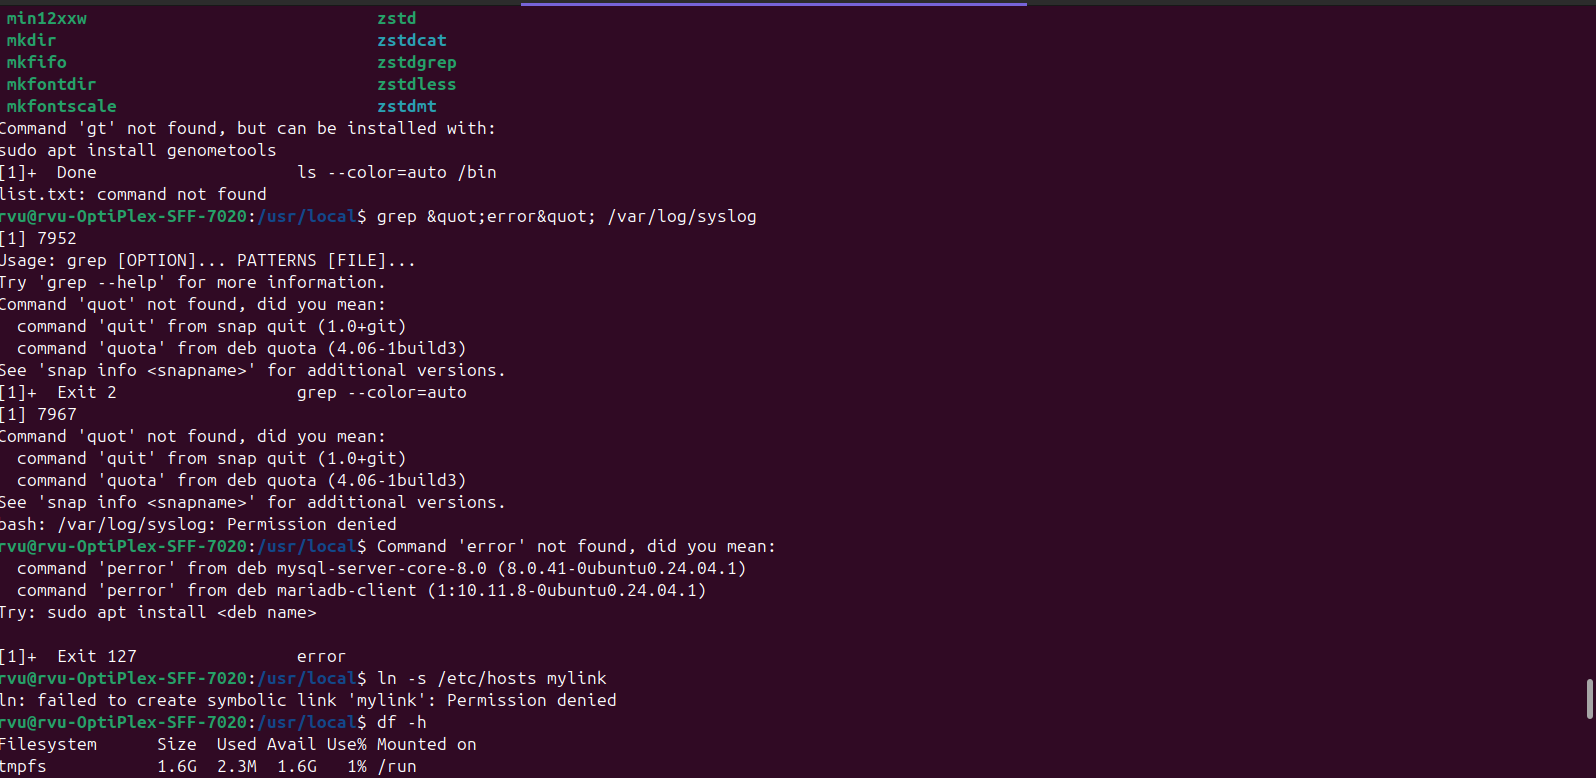 min12xxw                             zstd
mkdir                                zstdcat
mkfifo                               zstdgrep
mkfontdir                            zstdless
mkfontscale                          zstdmt
Command 'gt' not found, but can be installed with:
sudo apt install genometools
[1]+  Done                    ls --color=auto /bin
list.txt: command not found
rvu@rvu-OptiPlex-SFF-7020:/usr/local$ grep &quot;error&quot; /var/log/syslog
[1] 7952
Usage: grep [OPTION]... PATTERNS [FILE]...
Try 'grep --help' for more information.
Command 'quot' not found, did you mean:
  command 'quit' from snap quit (1.0+git)
  command 'quota' from deb quota (4.06-1build3)
See 'snap info <snapname>' for additional versions.
[1]+  Exit 2                  grep --color=auto
[1] 7967
Command 'quot' not found, did you mean:
  command 'quit' from snap quit (1.0+git)
  command 'quota' from deb quota (4.06-1build3)
See 'snap info <snapname>' for additional versions.
bash: /var/log/syslog: Permission denied
rvu@rvu-OptiPlex-SFF-7020:/usr/local$ Command 'error' not found, did you mean:
  command 'perror' from deb mysql-server-core-8.0 (8.0.41-0ubuntu0.24.04.1)
  command 'perror' from deb mariadb-client (1:10.11.8-0ubuntu0.24.04.1)
Try: sudo apt install <deb name>

[1]+  Exit 127                error
rvu@rvu-OptiPlex-SFF-7020:/usr/local$ ln -s /etc/hosts mylink
ln: failed to create symbolic link 'mylink': Permission denied
rvu@rvu-OptiPlex-SFF-7020:/usr/local$ df -h
Filesystem      Size  Used Avail Use% Mounted on
tmpfs           1.6G  2.3M  1.6G   1% /run